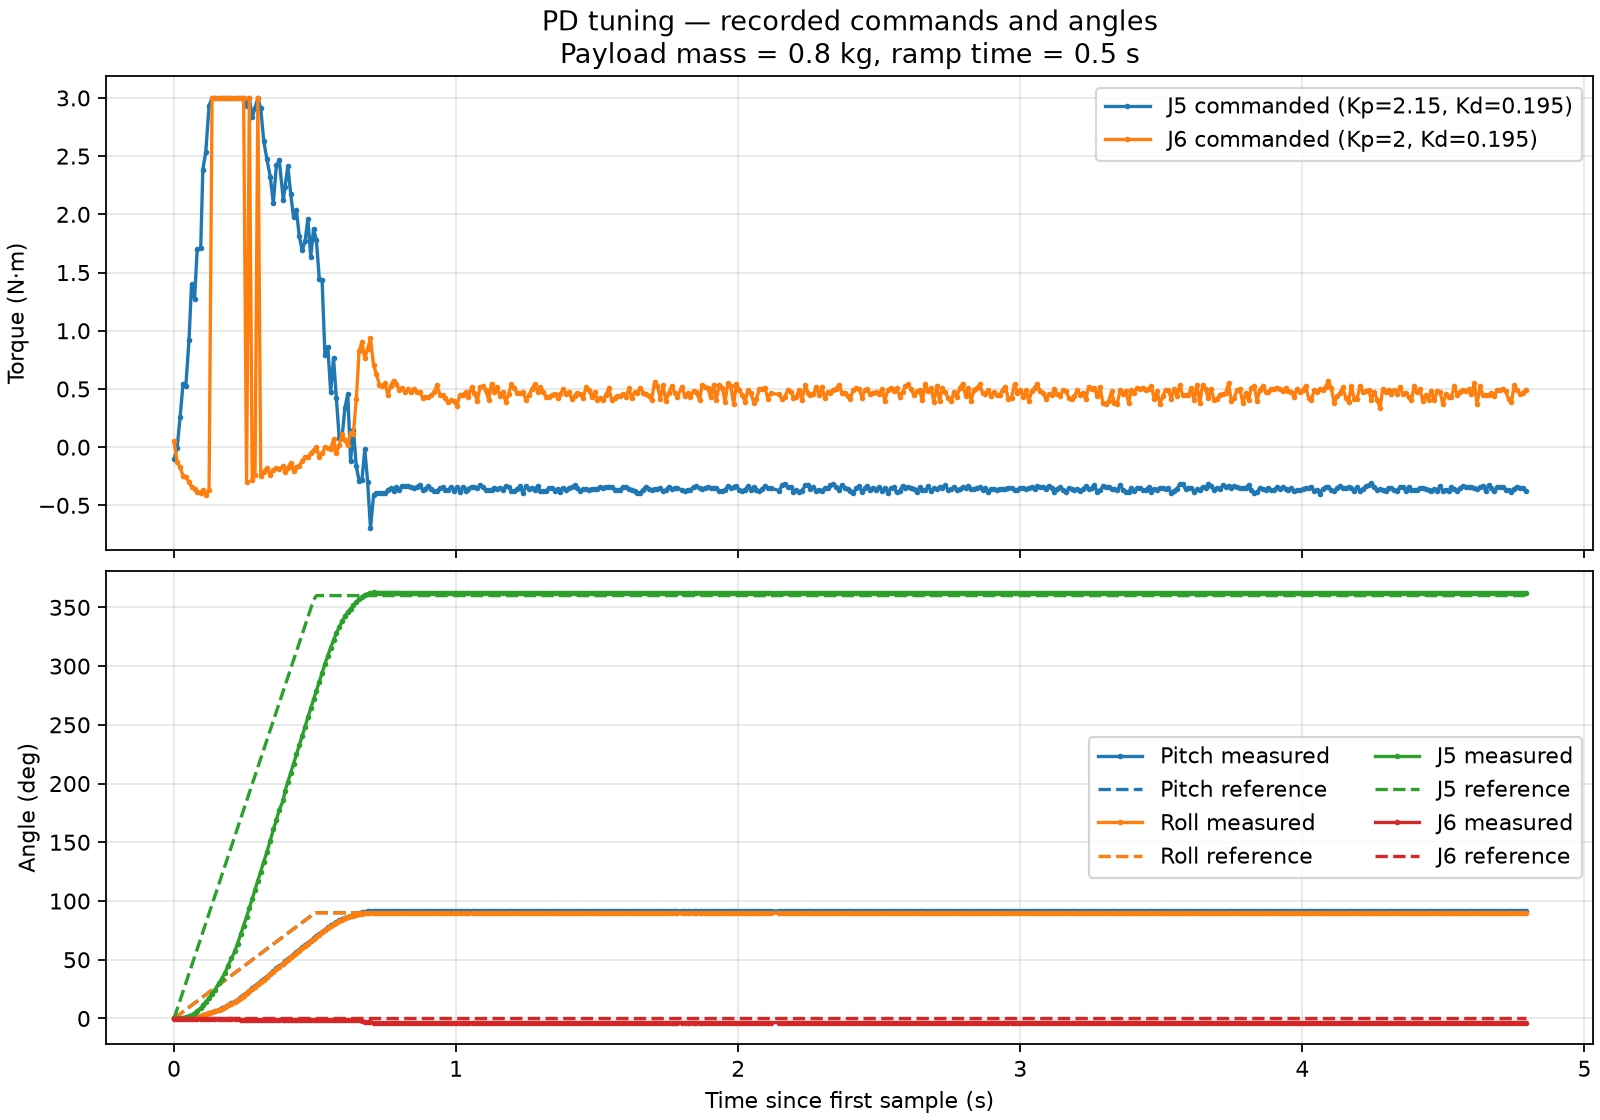 PD tuning — recorded commands and angles
Payload mass = 0.8 kg, ramp time = 0.5 s
Torque (N·m)
3.0
2.5
2.0
1.5
1.0
0.5
0.0
−0.5
J5 commanded (Kp=2.15, Kd=0.195)
J6 commanded (Kp=2, Kd=0.195)
Angle (deg)
350
300
250
200
150
100
50
0
Pitch measured
Pitch reference
Roll measured
Roll reference
J5 measured
J5 reference
J6 measured
J6 reference
0 1 2 3 4 5
Time since first sample (s)